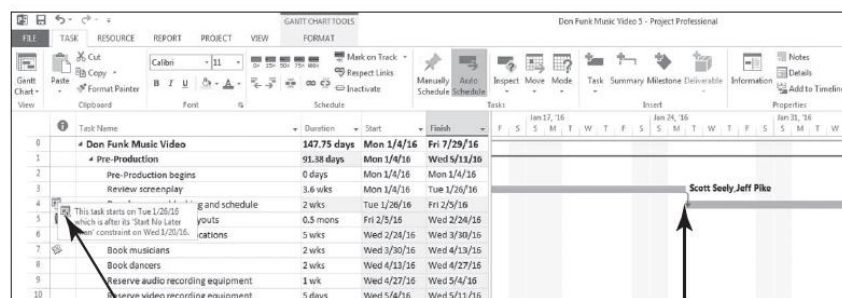 GANTT CHART TOOLS
Don Funk Music Video 5 - Project Professional
FILE TASK RESOURCE REPORT PROJECT VIEW FORMAT
Gantt Chart
View
Paste
Cut
Copy
Format Painter
Clipboard
Calibri 11
B I U A
Font
0% 25% 50% 75% 100%
Mark on Track
Respect Links
Inactivate
Schedule
Manually Schedule
Auto Schedule
Inspect Move Mode
Tasks
Task Summary Milestone Deliverable
Insert
Information
Notes
Details
Add to Timeline
Properties
Task Name Duration Start Finish
Jan 17, '16 Jan 24, '16 Jan 31, '16
F S S M T W T F S S M T W T F S S M T W
0 Don Funk Music Video 147.75 days Mon 1/4/16 Fri 7/29/16
1 Pre-Production 91.38 days Mon 1/4/16 Wed 5/11/16
2 Pre-Production begins 0 days Mon 1/4/16 Mon 1/4/16
3 Review screenplay 3.6 wks Mon 1/4/16 Tue 1/26/16
Scott Seely,Jeff Pike
4 ng and schedule 2 wks Tue 1/26/16 Fri 2/5/16
This task starts on Tue 1/26/16
which is after its 'Start No Later
Than' constraint on Wed 1/20/16.
5 youts 0.5 mons Fri 2/5/16 Wed 2/24/16
6 cations 5 wks Wed 2/24/16 Wed 3/30/16
7 Book musicians 2 wks Wed 3/30/16 Wed 4/13/16
8 Book dancers 2 wks Wed 4/13/16 Wed 4/27/16
9 Reserve audio recording equipment 1 wk Wed 4/27/16 Wed 5/4/16
10 Reserve video recording equipment 5 days Wed 5/4/16 Wed 5/11/16